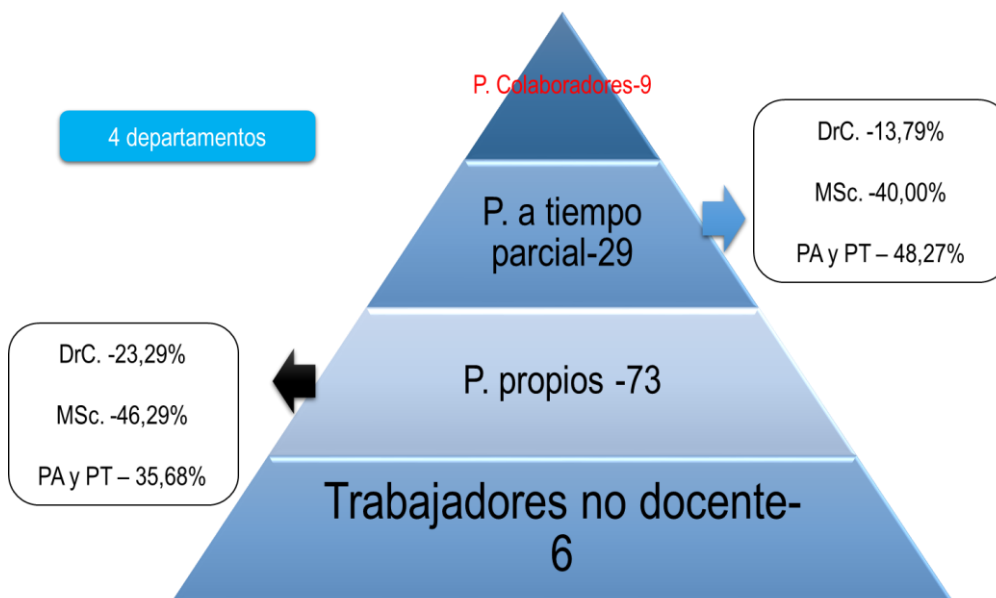 P. Colaboradores-9
4 departamentos
DrC. -13,79%
MSc. -40,00%
PA y PT – 48,27%
P. a tiempo
parcial-29
DrC. -23,29%
MSc. -46,29%
PA y PT – 35,68%
P. propios -73
Trabajadores no docente-
6